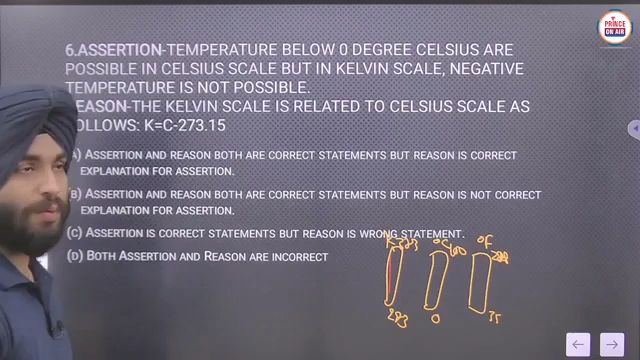 PRINCE
ON AIR
6.ASSERTION-TEMPERATURE BELOW 0 DEGREE CELSIUS ARE
POSSIBLE IN CELSIUS SCALE BUT IN KELVIN SCALE, NEGATIVE
TEMPERATURE IS NOT POSSIBLE.
EASON-THE KELVIN SCALE IS RELATED TO CELSIUS SCALE AS
OLLOWS: K=C-273.15
A) ASSERTION AND REASON BOTH ARE CORRECT STATEMENTS BUT REASON IS CORRECT
EXPLANATION FOR ASSERTION.
(B) ASSERTION AND REASON BOTH ARE CORRECT STATEMENTS BUT REASON IS NOT CORRECT
EXPLANATION FOR ASSERTION.
(C) ASSERTION IS CORRECT STATEMENTS BUT REASON IS WRONG STATEMENT.
(D) BOTH ASSERTION AND REASON ARE INCORRECT
K °C 100 °F
0